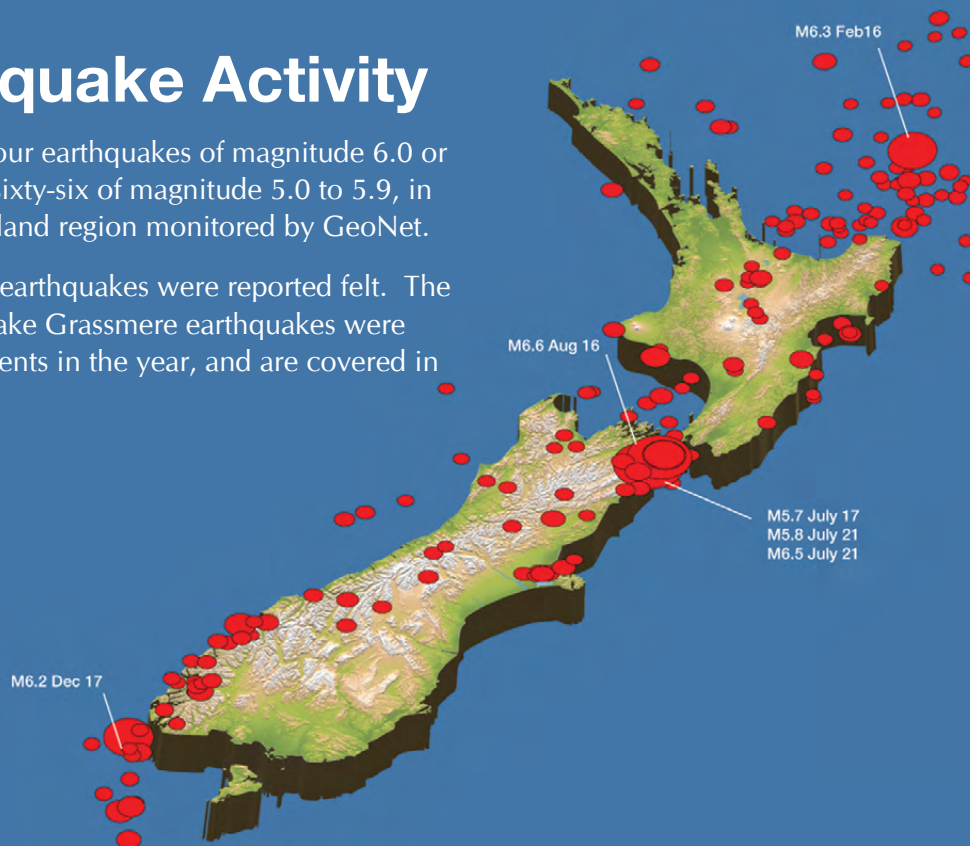 quake Activity
our earthquakes of magnitude 6.0 or
sixty-six of magnitude 5.0 to 5.9, in
land region monitored by GeoNet.
earthquakes were reported felt. The
ake Grassmere earthquakes were
ents in the year, and are covered in
M6.3 Feb16
M6.6 Aug 16
M5.7 July 17
M5.8 July 21
M6.5 July 21
M6.2 Dec 17